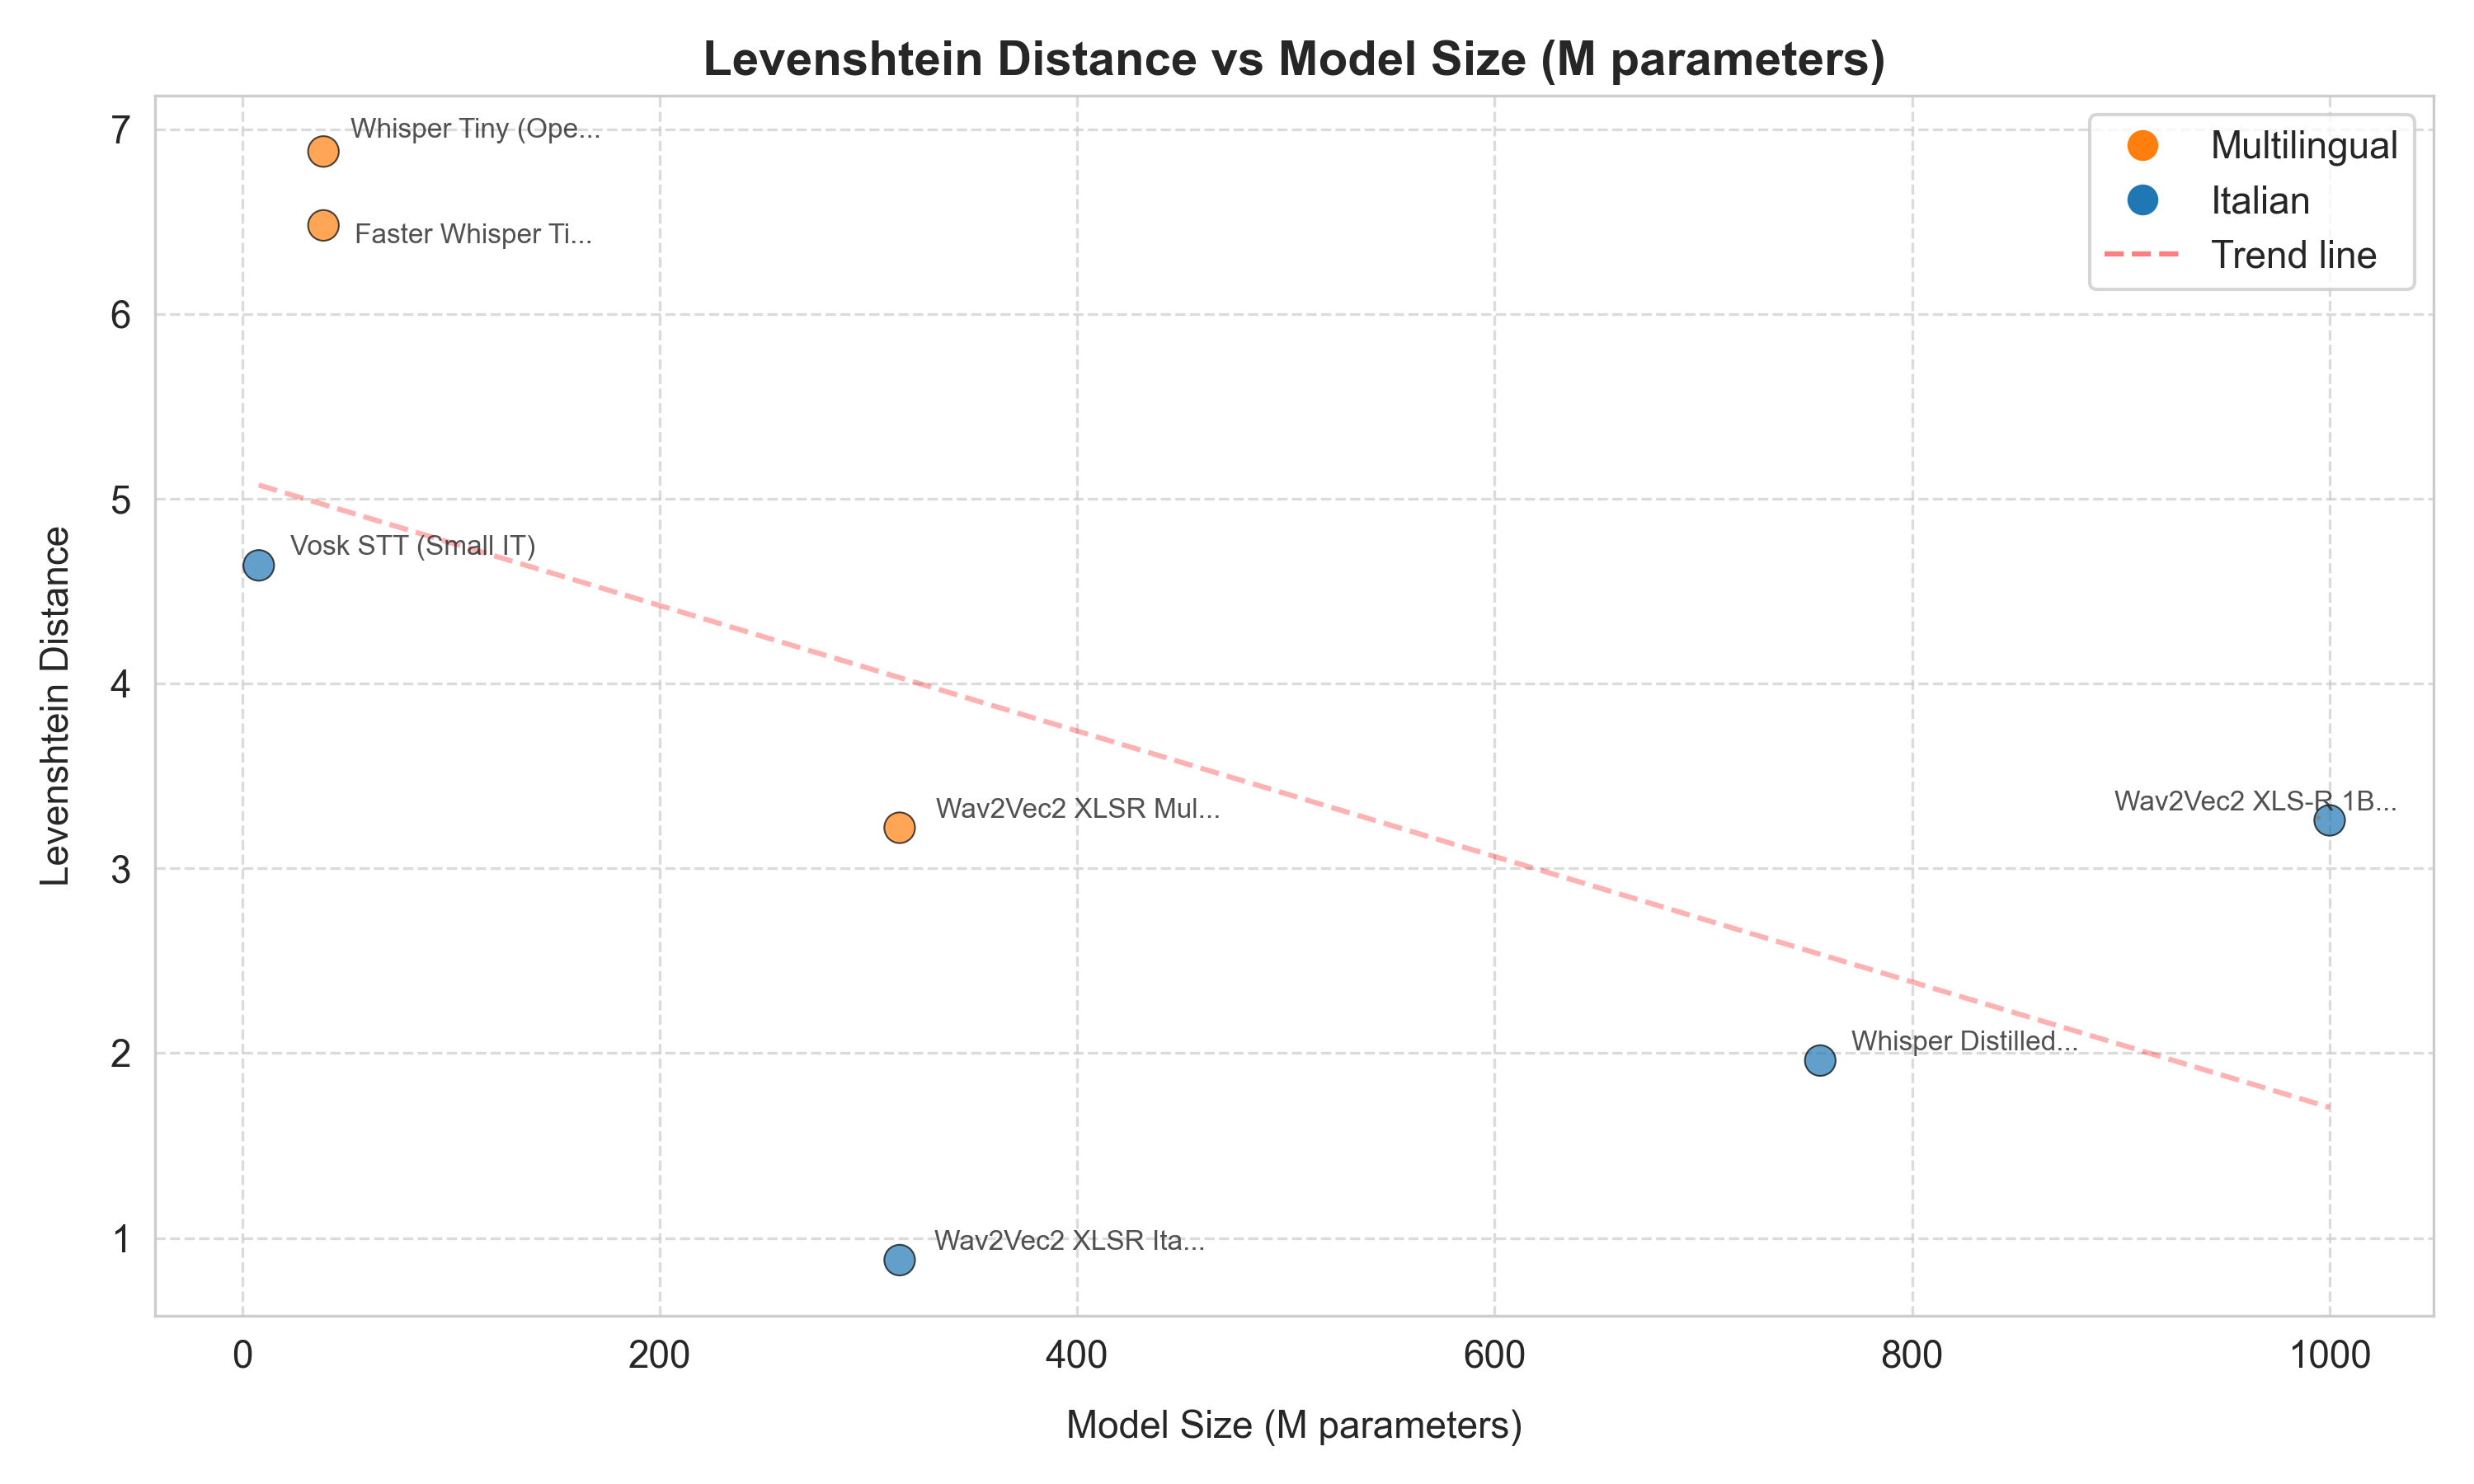 Levenshtein Distance vs Model Size (M parameters)
Multilingual
Italian
Trend line
Levenshtein Distance
7
6
5
4
3
2
1
Whisper Tiny (Ope...
Faster Whisper Ti...
Vosk STT (Small IT)
Wav2Vec2 XLSR Mul...
Wav2Vec2 XLS-R 1B...
Whisper Distilled...
Wav2Vec2 XLSR Ita...
0 200 400 600 800 1000
Model Size (M parameters)